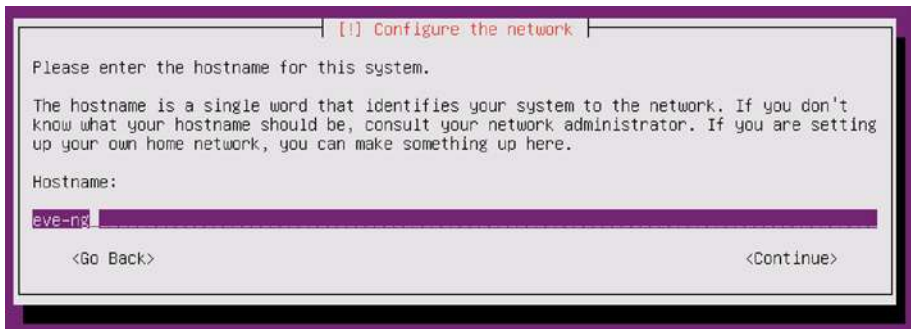 [!] Configure the network
Please enter the hostname for this system.
The hostname is a single word that identifies your system to the network. If you don't
know what your hostname should be, consult your network administrator. If you are setting
up your own home network, you can make something up here.
Hostname:
eve-ng
<Go Back> <Continue>